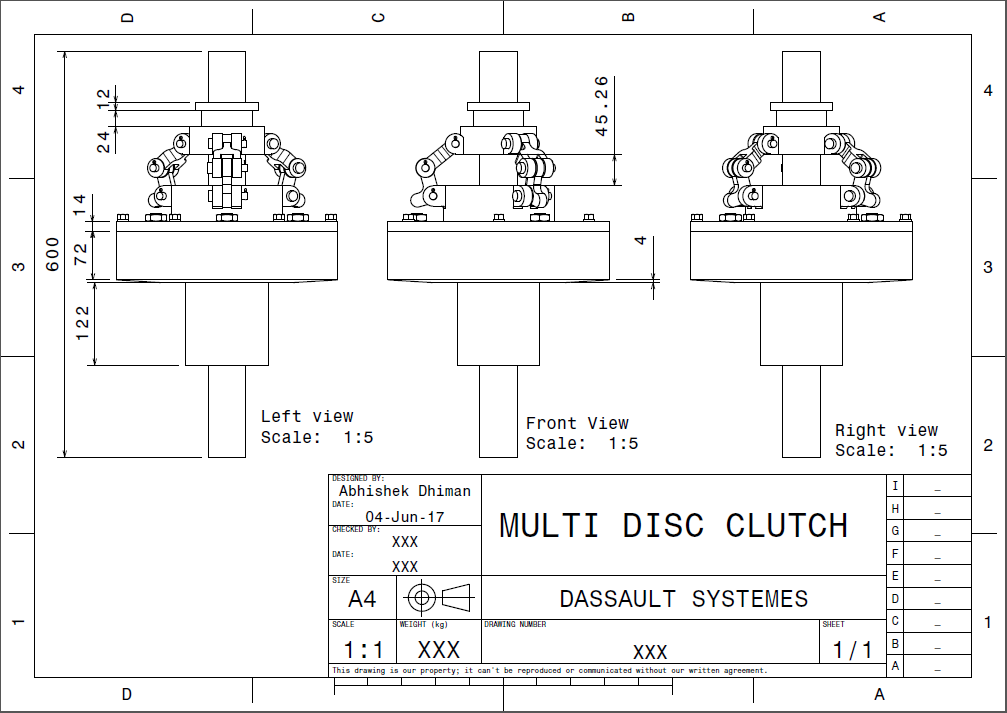 D C B A
4 4
12
24
45.26
14
600
72
4
3 3
122
Left view
Scale: 1:5
Front View
Scale: 1:5
Right view
Scale: 1:5
2 2
DESIGNED BY:
Abhishek Dhiman
DATE:
04-Jun-17
CHECKED BY:
XXX
DATE:
XXX
MULTI DISC CLUTCH
SIZE
A4
DASSAULT SYSTEMES
SCALE
1:1
WEIGHT (kg)
XXX
DRAWING NUMBER
XXX
SHEET
1/1
This drawing is our property; it can't be reproduced or communicated without our written agreement.
I _
H _
G _
F _
E _
D _
C _
B _
A _
1 1
D A